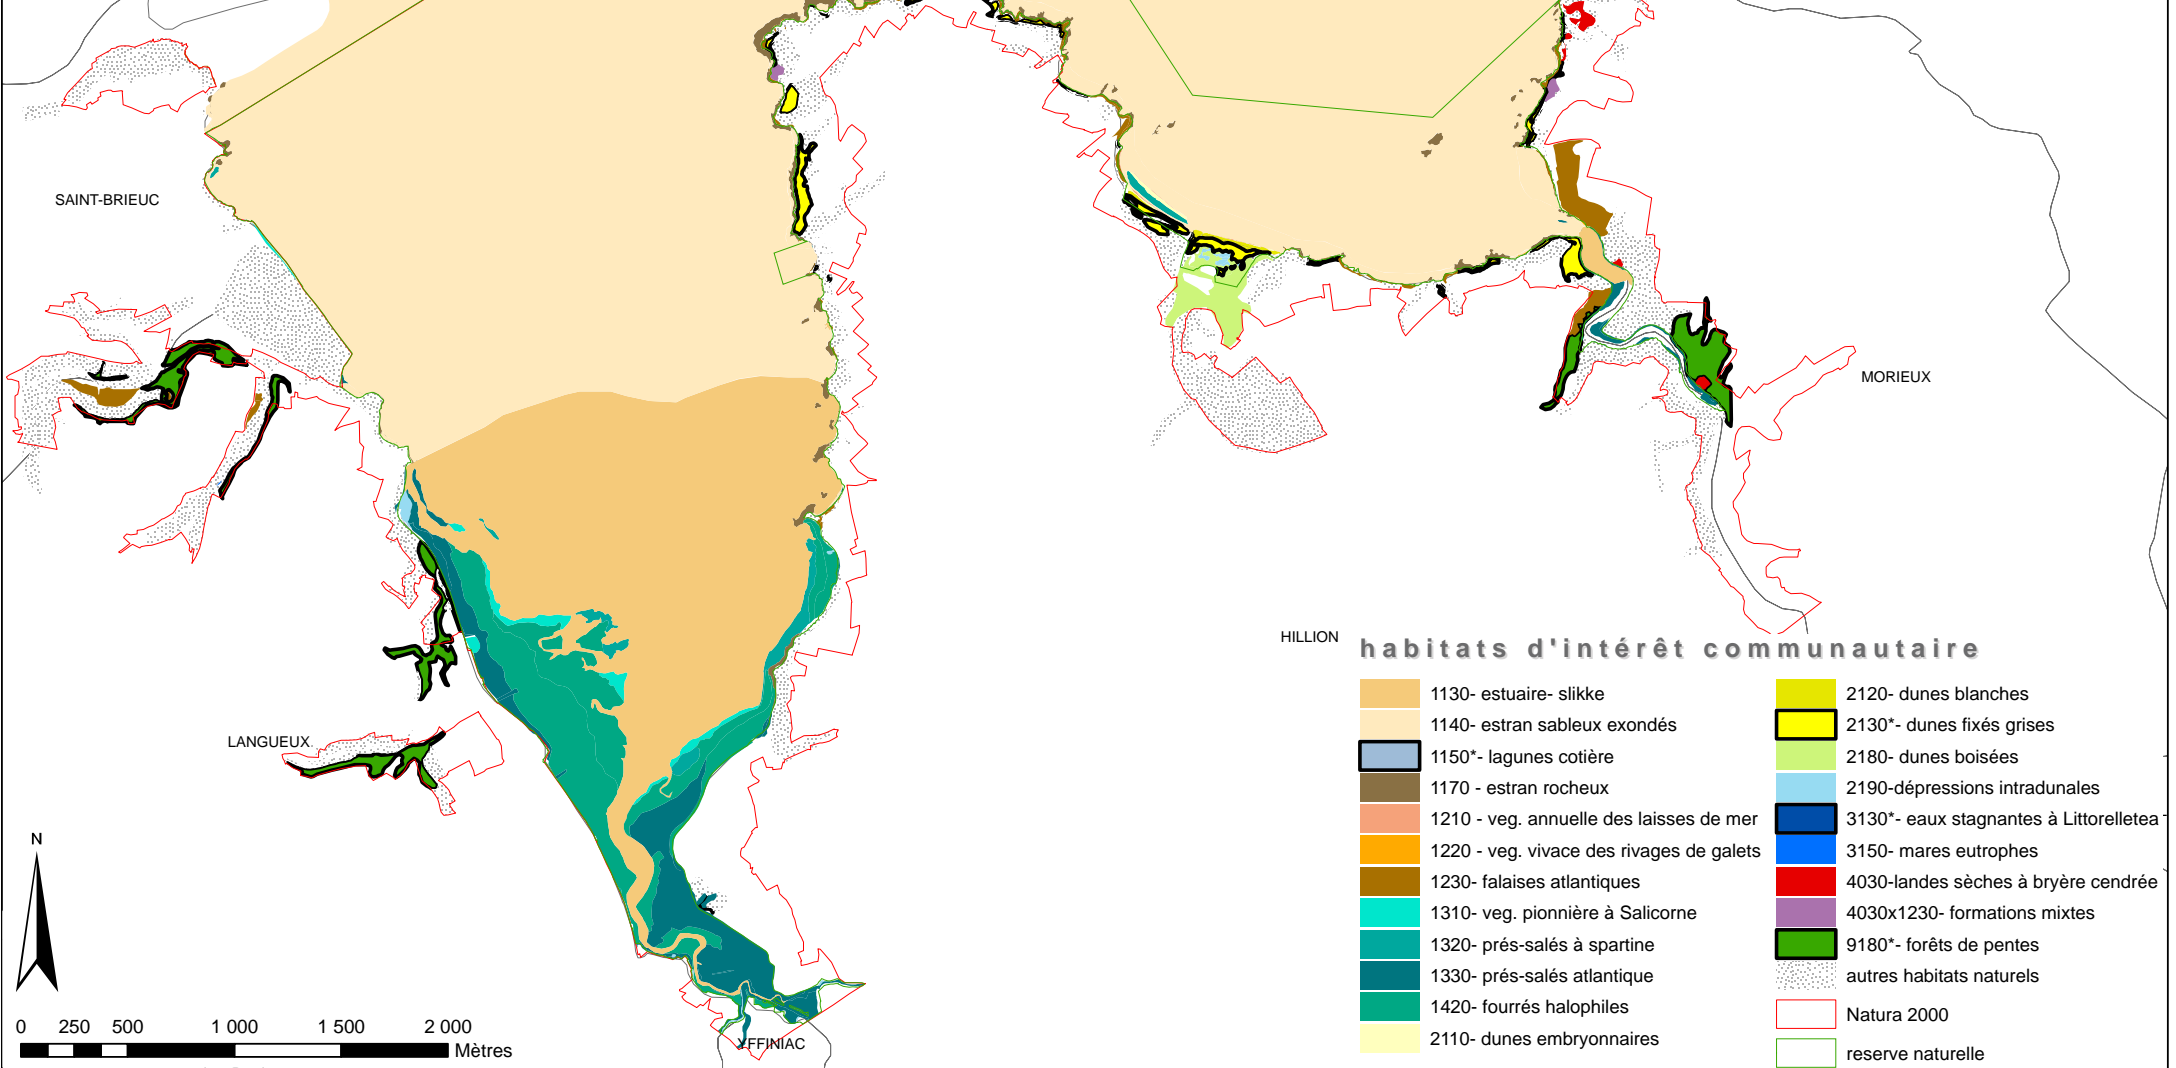 SAINT-BRIEUC
MORIEUX
HILLION
LANGUEUX
YFFINIAC
N
0 250 500 1 000 1 500 2 000
Mètres
habitats d'intérêt communautaire
1130- estuaire- slikke
1140- estran sableux exondés
1150*- lagunes cotière
1170 - estran rocheux
1210 - veg. annuelle des laisses de mer
1220 - veg. vivace des rivages de galets
1230- falaises atlantiques
1310- veg. pionnière à Salicorne
1320- prés-salés à spartine
1330- prés-salés atlantique
1420- fourrés halophiles
2110- dunes embryonnaires
2120- dunes blanches
2130*- dunes fixés grises
2180- dunes boisées
2190-dépressions intradunales
3130*- eaux stagnantes à Littorelletea
3150- mares eutrophes
4030-landes sèches à bryère cendrée
4030x1230- formations mixtes
9180*- forêts de pentes
autres habitats naturels
Natura 2000
reserve naturelle